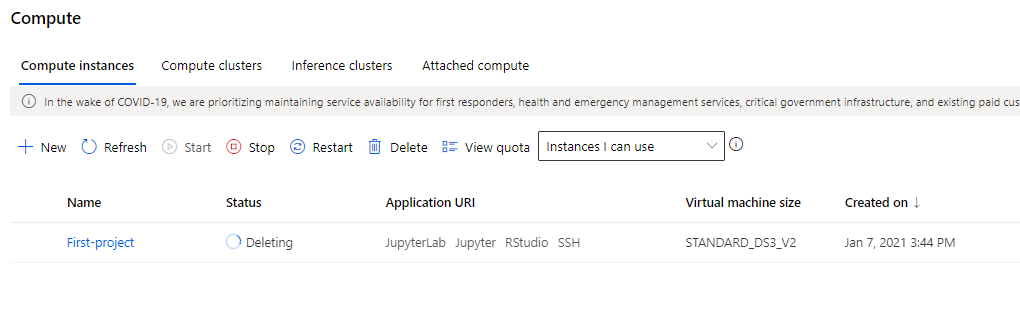 Compute
Compute instances Compute clusters Inference clusters Attached compute
In the wake of COVID-19, we are prioritizing maintaining service availability for first responders, health and emergency management services, critical government infrastructure, and existing paid cus
New Refresh Start Stop Restart Delete View quota Instances I can use
Name Status Application URI Virtual machine size Created on ↓
First-project Deleting JupyterLab Jupyter RStudio SSH STANDARD_DS3_V2 Jan 7, 2021 3:44 PM